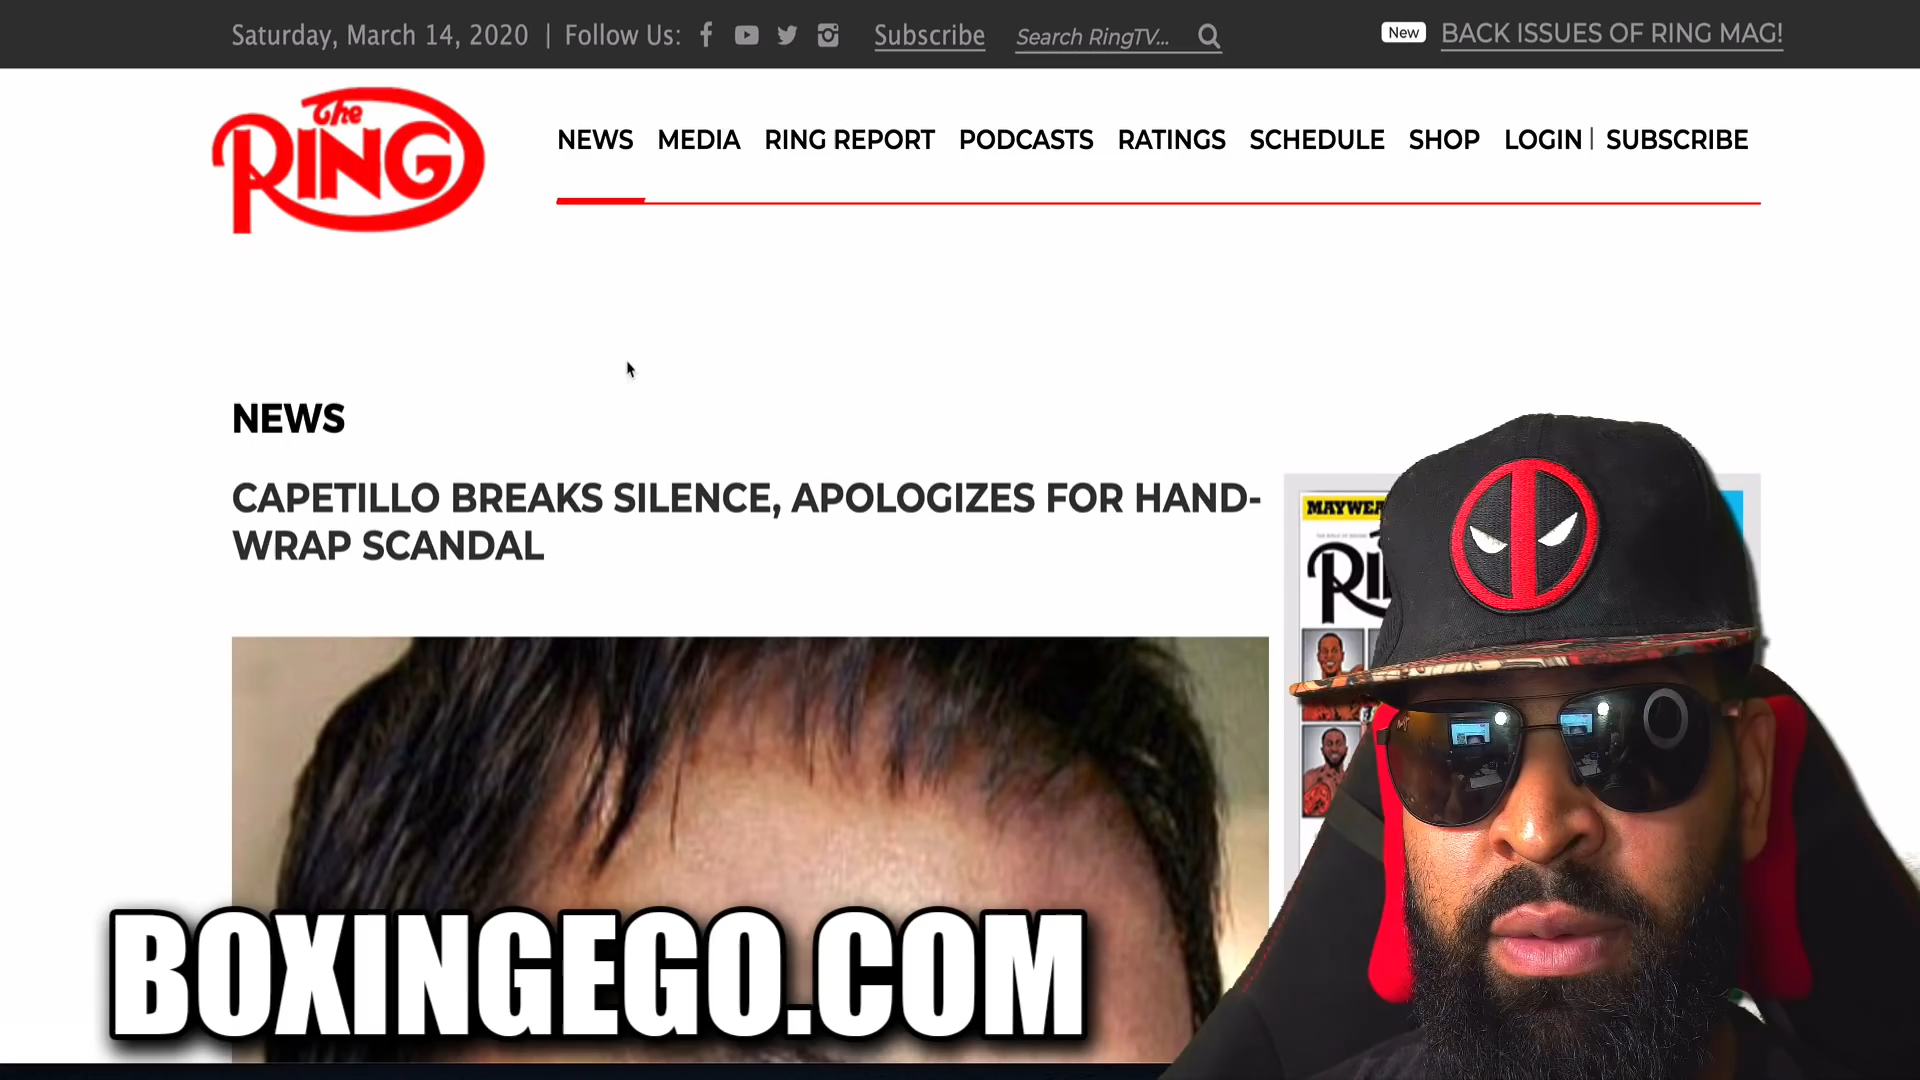 Saturday, March 14, 2020 | Follow Us: Subscribe Search RingTV... New BACK ISSUES OF RING MAG!
The RING
NEWS MEDIA RING REPORT PODCASTS RATINGS SCHEDULE SHOP LOGIN | SUBSCRIBE
NEWS
CAPETILLO BREAKS SILENCE, APOLOGIZES FOR HAND-
WRAP SCANDAL
BOXINGEGO.COM